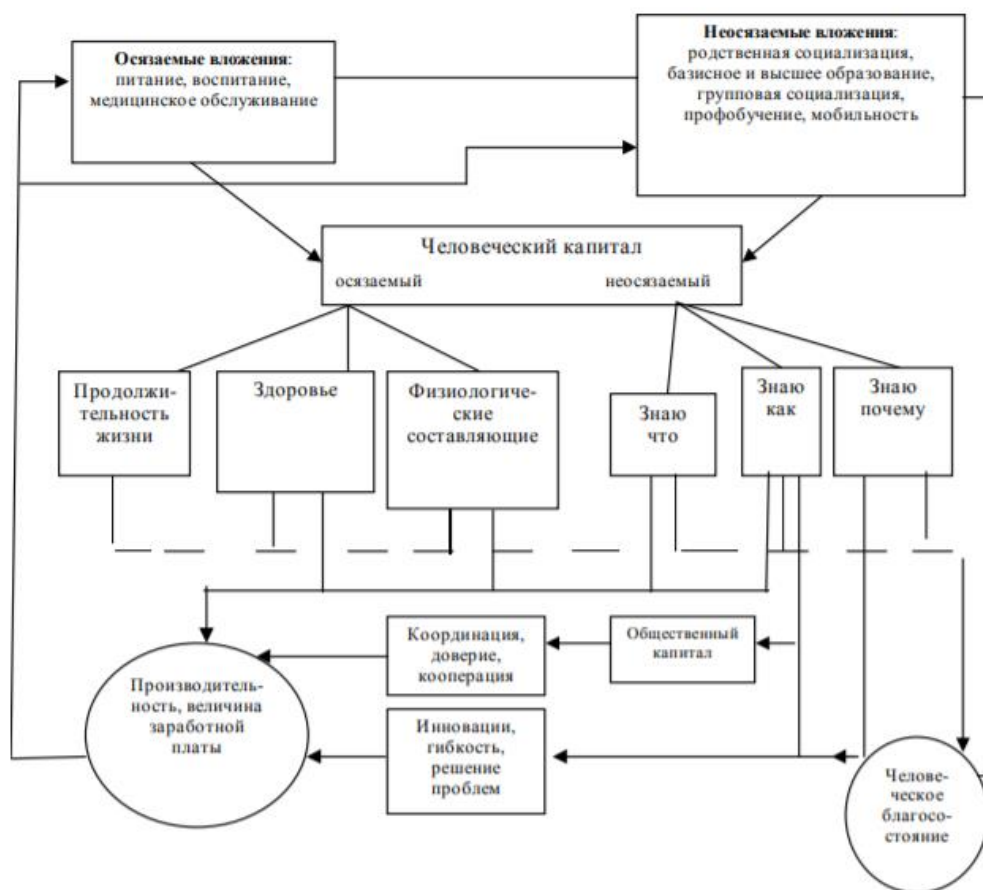 Осязаемые вложения:
питание, воспитание,
медицинское обслуживание
Неосязаемые вложения:
родственная социализация,
базисное и высшее образование,
групповая социализация,
профобучение, мобильность
Человеческий капитал
осязаемый неосязаемый
Продолжи-
тельность
жизни
Здоровье
Физиологиче-
ские
составляющие
Знаю
что
Знаю
как
Знаю
почему
Координация,
доверие,
кооперация
Общественный
капитал
Производитель-
ность, величина
заработной
платы
Инновации,
гибкость,
решение
проблем
Челове-
ческое
благосо-
стояние